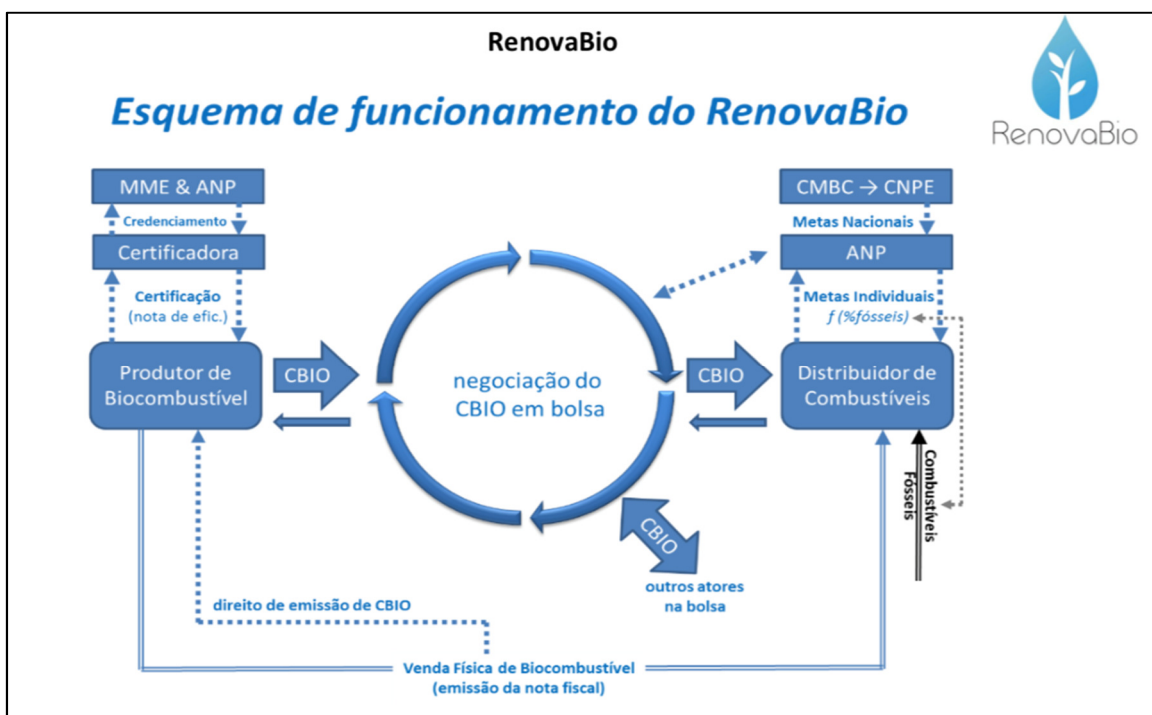 RenovaBio
Esquema de funcionamento do RenovaBio
RenovaBio
MME & ANP
Credenciamento
Certificadora
Certificação
(nota de efic.)
Produtor de
Biocombustível
CBIO
negociação do
CBIO em bolsa
CBIO
CMBC → CNPE
Metas Nacionais
ANP
Metas Individuais
f (%fósseis)
Distribuidor de
Combustíveis
Combustíveis
Fósseis
CBIO
outros atores
na bolsa
direito de emissão de CBIO
Venda Física de Biocombustível
(emissão da nota fiscal)